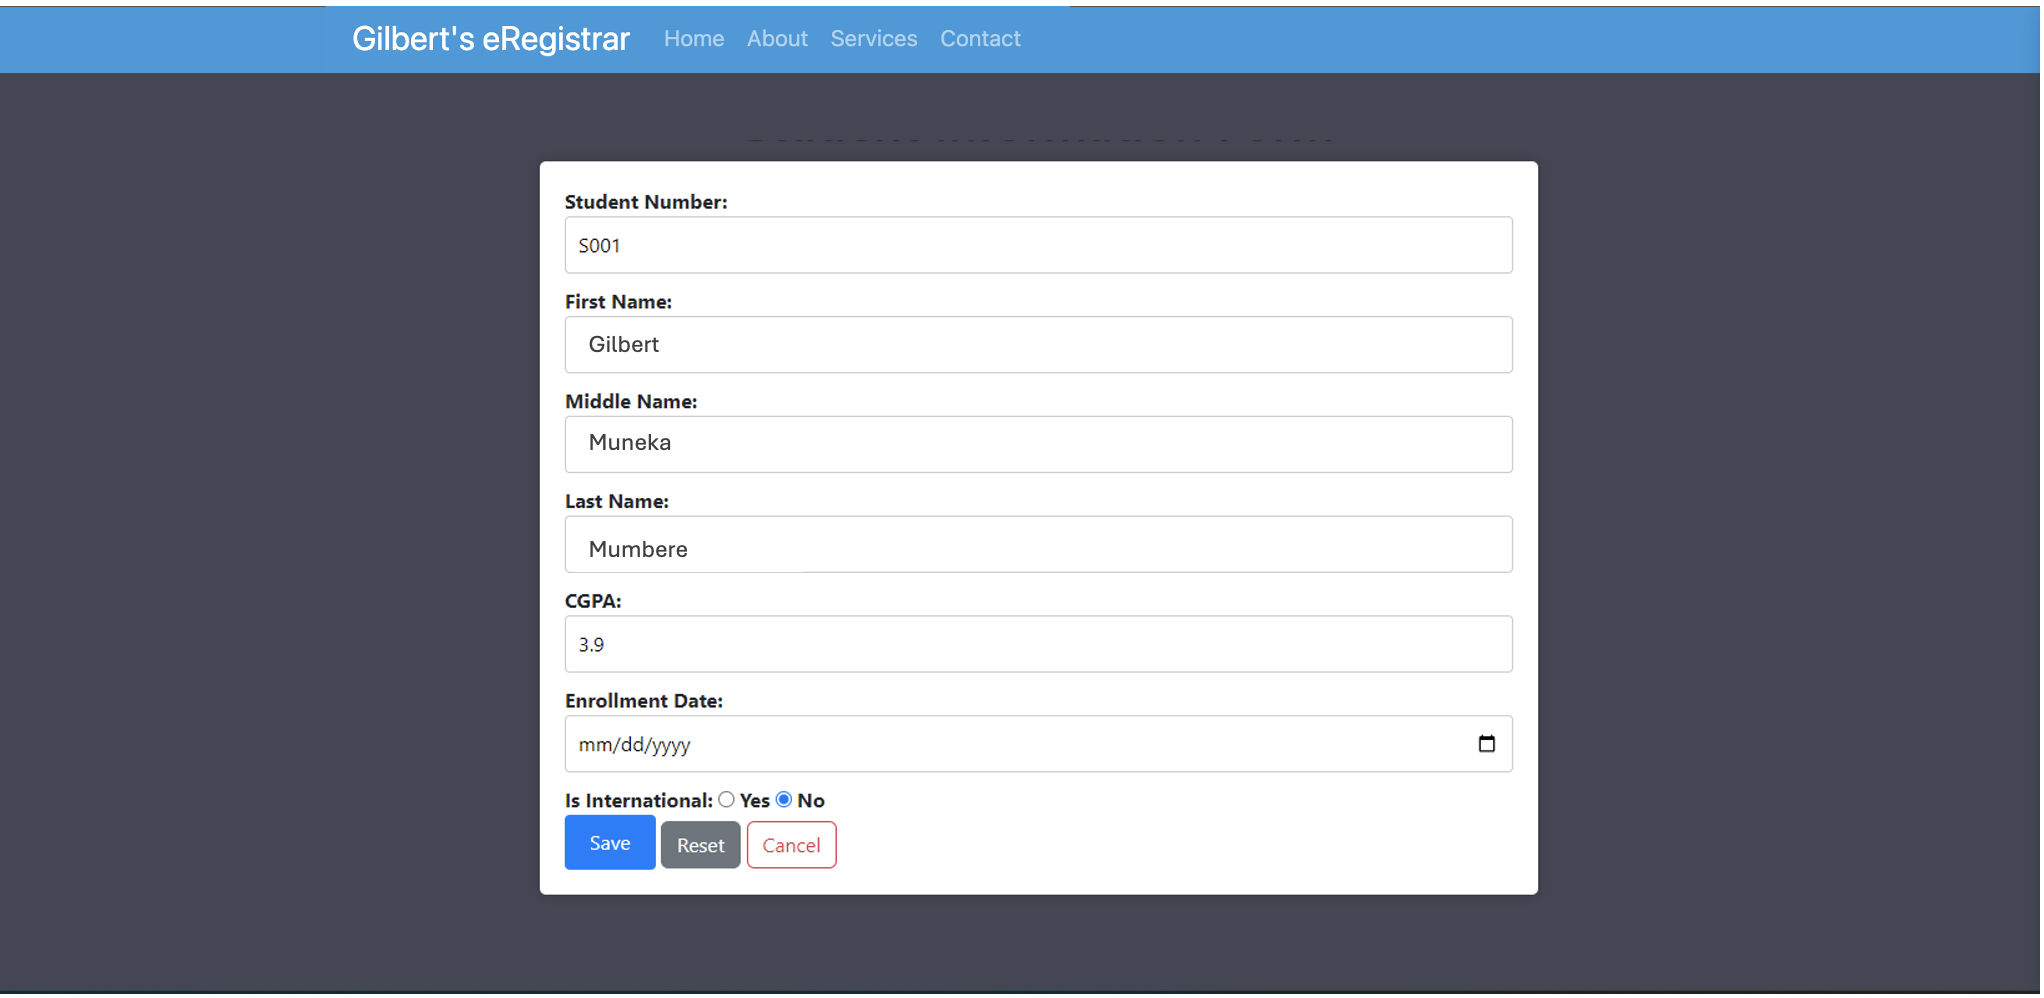 Gilbert's eRegistrar Home About Services Contact
Student Number:
S001
First Name:
Gilbert
Middle Name:
Muneka
Last Name:
Mumbere
CGPA:
3.9
Enrollment Date:
mm/dd/yyyy
Is International: Yes No
Save Reset Cancel